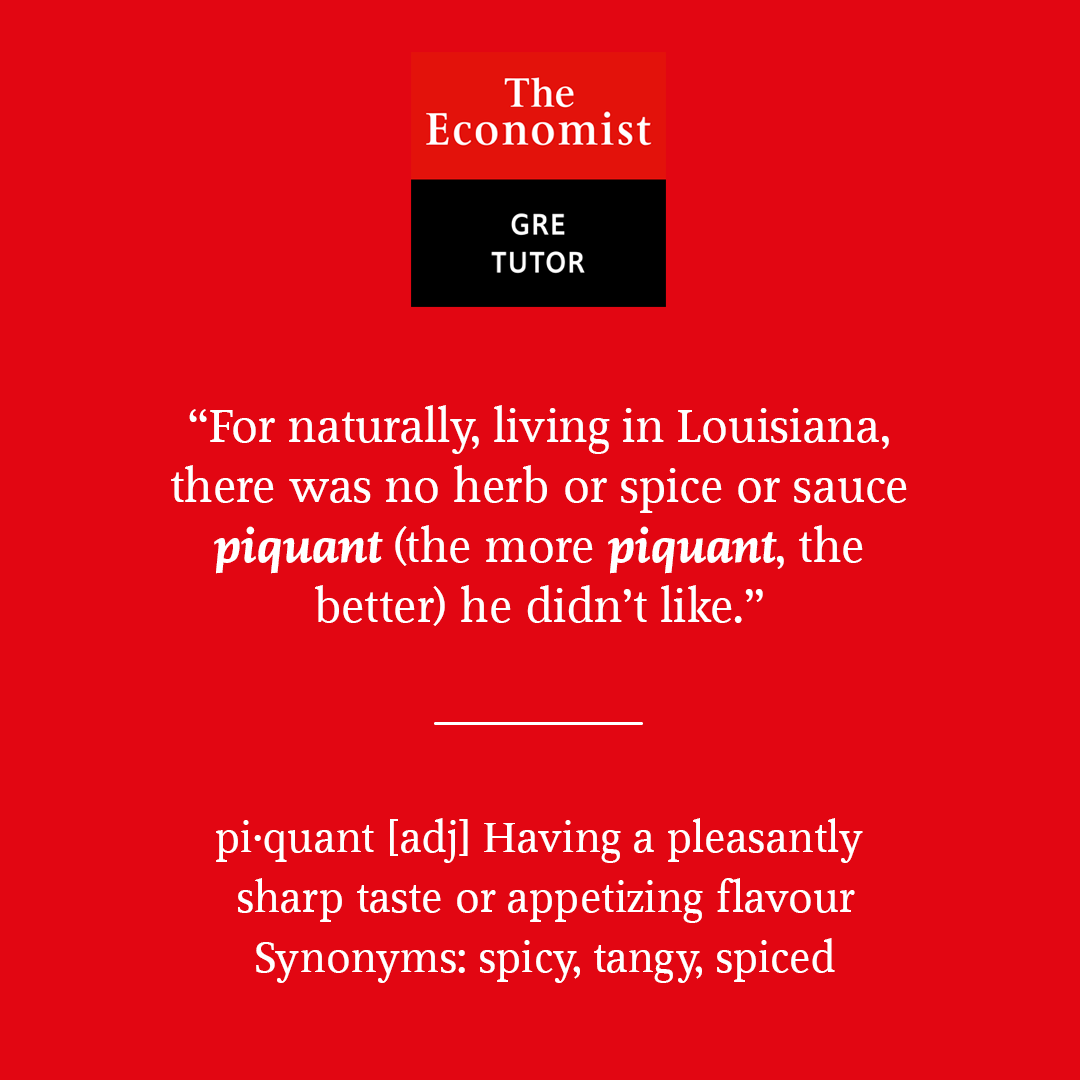 The
Economist
GRE
TUTOR
“For naturally, living in Louisiana,
there was no herb or spice or sauce
piquant (the more piquant, the
better) he didn’t like.”
pi·quant [adj] Having a pleasantly
sharp taste or appetizing flavour
Synonyms: spicy, tangy, spiced